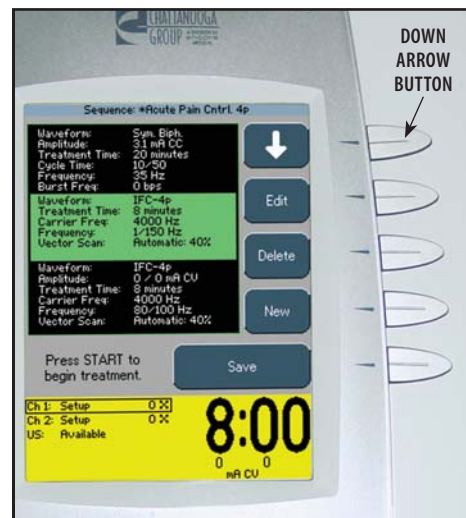 CHATTANOOGA
GROUP
DOWN
ARROW
BUTTON
Sequence: *Acute Pain Cntrl. 4p
Waveform: Sym. Biph.
Amplitude: 31 mA CC
Treatment Time: 20 minutes
Cycle Time: 10/50
Frequency: 35 Hz
Burst Freq: 0 bps
Waveform: IFC-4p
Treatment Time: 8 minutes
Carrier Freq: 4000 Hz
Frequency: 1/150 Hz
Vector Scan: Automatic: 40%
Waveform: IFC-4p
Amplitude: 0 / 0 mA CV
Treatment Time: 8 minutes
Carrier Freq: 4000 Hz
Frequency: 80/100 Hz
Vector Scan: Automatic: 40%
Edit
Delete
New
Press START to
begin treatment.
Save
Ch 1: Setup 0 %
Ch 2: Setup 0 %
US: Available
8:00
0 0
mA CV